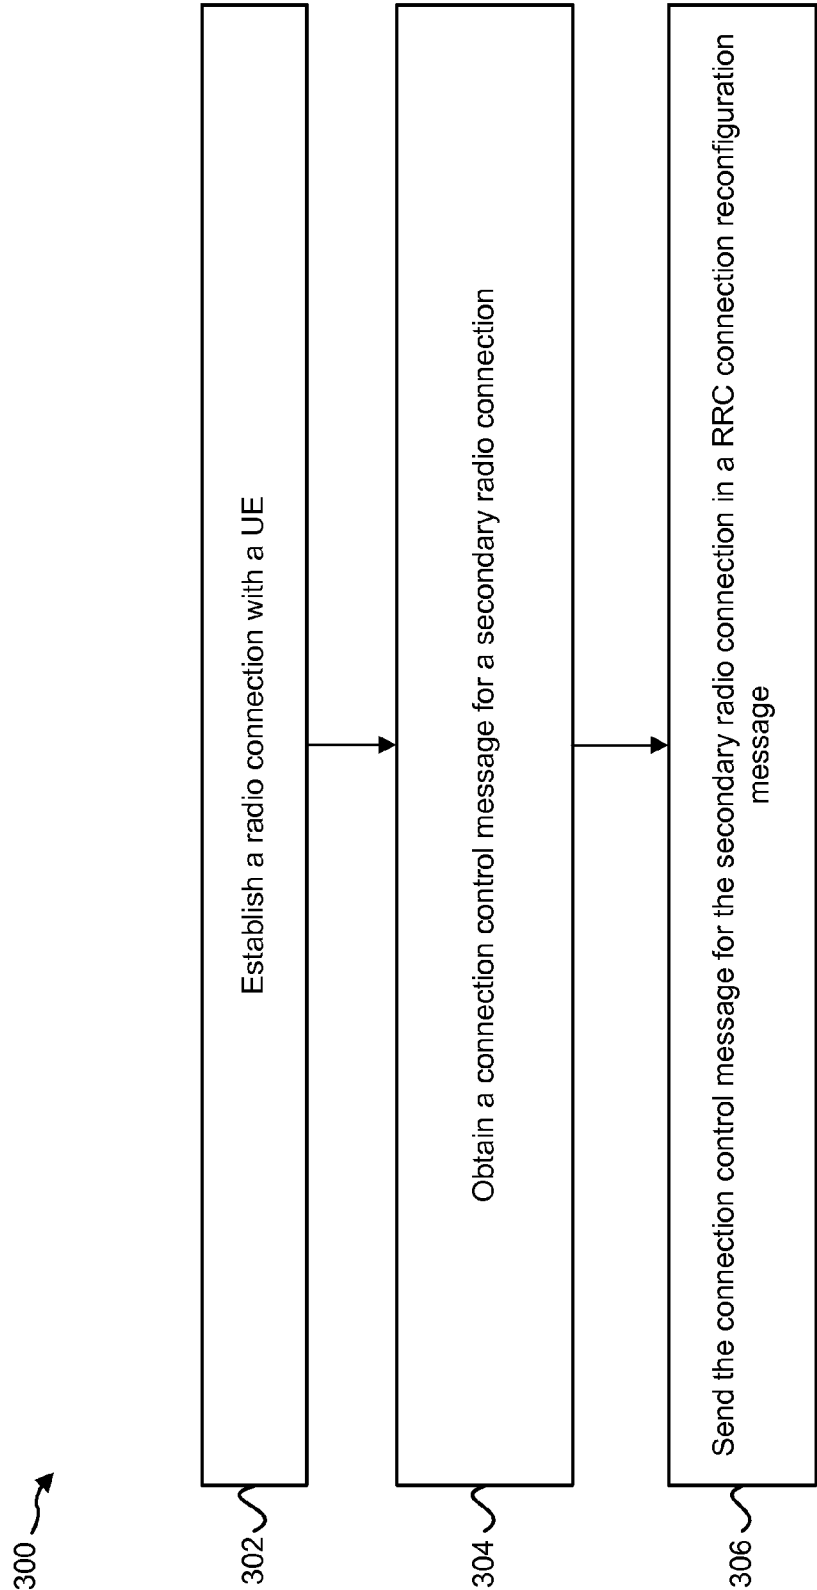 300
302
Establish a radio connection with a UE
304
Obtain a connection control message for a secondary radio connection
306
Send the connection control message for the secondary radio connection in a RRC connection reconfiguration
message